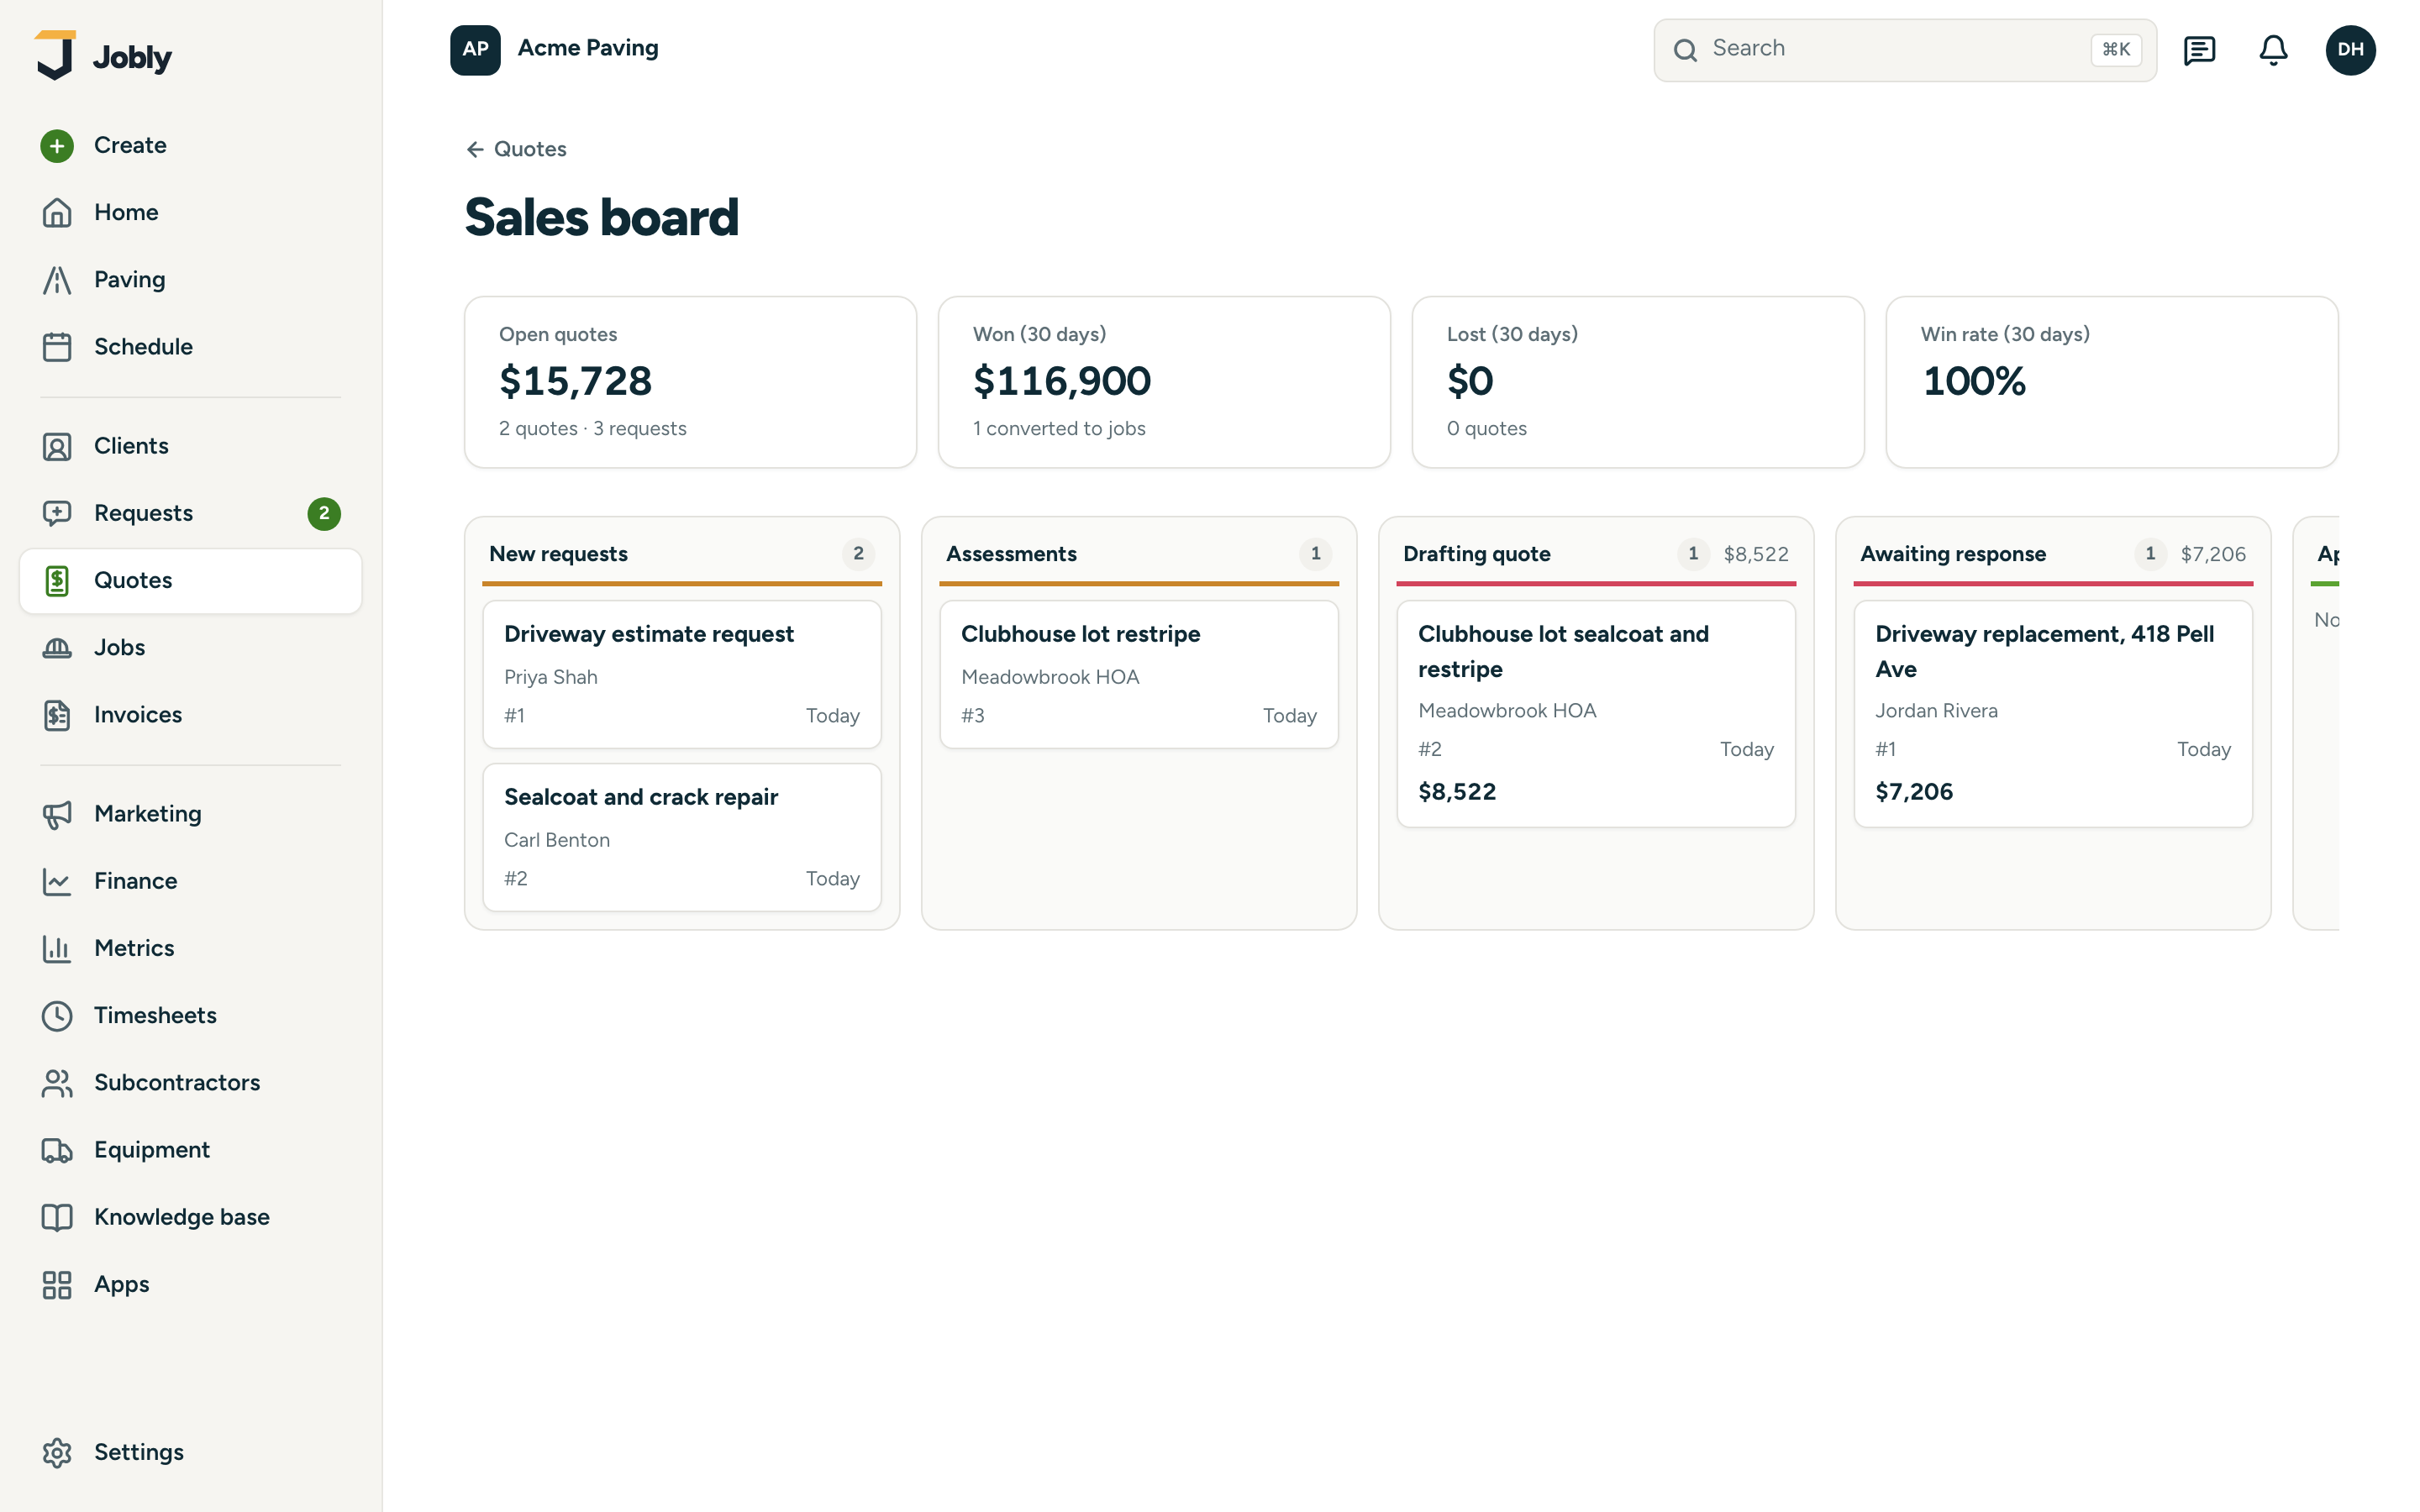 Jobly
Create
Home
Paving
Schedule
Clients
Requests 2
Quotes
Jobs
Invoices
Marketing
Finance
Metrics
Timesheets
Subcontractors
Equipment
Knowledge base
Apps
Settings
AP Acme Paving
Search ⌘K
DH
← Quotes
Sales board
Open quotes
$15,728
2 quotes · 3 requests
Won (30 days)
$116,900
1 converted to jobs
Lost (30 days)
$0
0 quotes
Win rate (30 days)
100%
New requests 2
Driveway estimate request
Priya Shah
#1 Today
Sealcoat and crack repair
Carl Benton
#2 Today
Assessments 1
Clubhouse lot restripe
Meadowbrook HOA
#3 Today
Drafting quote 1 $8,522
Clubhouse lot sealcoat and
restripe
Meadowbrook HOA
#2 Today
$8,522
Awaiting response 1 $7,206
Driveway replacement, 418 Pell
Ave
Jordan Rivera
#1 Today
$7,206
No